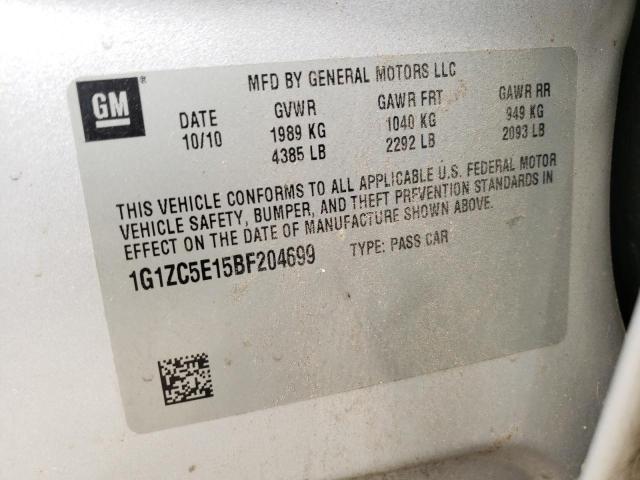 GM
MFD BY GENERAL MOTORS LLC
DATE GVWR GAWR FRT GAWR RR
10/10 1989 KG 1040 KG 949 KG
4385 LB 2292 LB 2093 LB
THIS VEHICLE CONFORMS TO ALL APPLICABLE U.S. FEDERAL MOTOR
VEHICLE SAFETY, BUMPER, AND THEFT PREVENTION STANDARDS IN
EFFECT ON THE DATE OF MANUFACTURE SHOWN ABOVE.
1G1ZC5E15BF204699 TYPE: PASS CAR